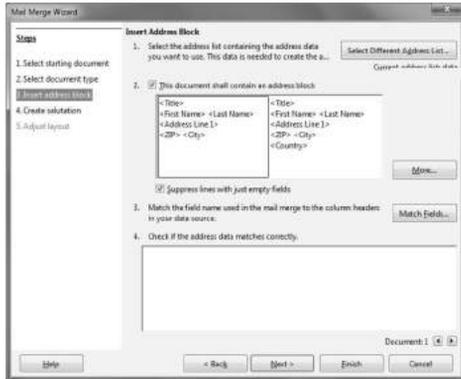 Mail Merge Wizard
Steps
1. Select starting document
2. Select document type
3. Insert address block
4. Create salutation
5. Adjust layout
Insert Address Block
1. Select the address list containing the address data
you want to use. This data is needed to create the a...
Select Different Address List...
Current address list: data
2. This document shall contain an address block
<Title>
<First Name> <Last Name>
<Address Line 1>
<ZIP> <City>
<Title>
<First Name> <Last Name>
<Address Line 1>
<ZIP> <City>
<Country>
More...
Suppress lines with just empty fields
3. Match the field name used in the mail merge to the column headers
in your data source.
Match Fields...
4. Check if the address data matches correctly.
Document: 1
Help
< Back
Next >
Finish
Cancel